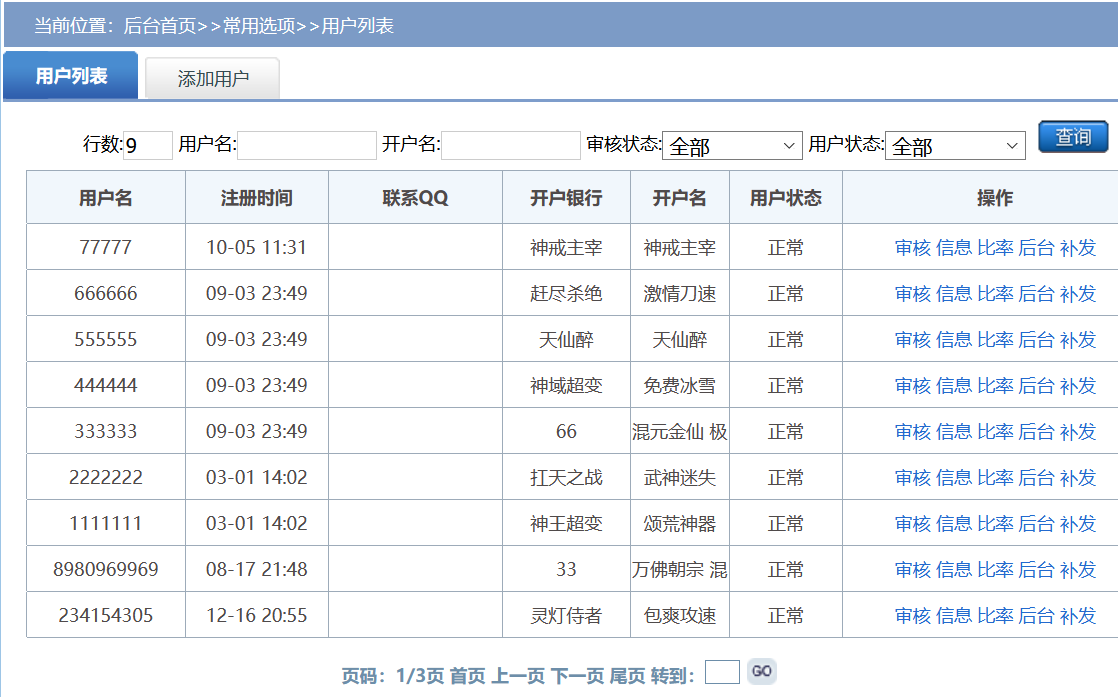 当前位置：后台首页>>常用选项>>用户列表
用户列表 添加用户
行数:9 用户名: 开户名: 审核状态:全部 用户状态:全部 查询
用户名 注册时间 联系QQ 开户银行 开户名 用户状态 操作
77777 10-05 11:31 神戒主宰 神戒主宰 正常 审核 信息 比率 后台 补发
666666 09-03 23:49 赶尽杀绝 激情刀速 正常 审核 信息 比率 后台 补发
555555 09-03 23:49 天仙醉 天仙醉 正常 审核 信息 比率 后台 补发
444444 09-03 23:49 神域超变 免费冰雪 正常 审核 信息 比率 后台 补发
333333 09-03 23:49 66 混元金仙 极 正常 审核 信息 比率 后台 补发
2222222 03-01 14:02 扛天之战 武神迷失 正常 审核 信息 比率 后台 补发
1111111 03-01 14:02 神王超变 颂荒神器 正常 审核 信息 比率 后台 补发
8980969969 08-17 21:48 33 万佛朝宗 混 正常 审核 信息 比率 后台 补发
234154305 12-16 20:55 灵灯侍者 包爽攻速 正常 审核 信息 比率 后台 补发
页码：1/3页 首页 上一页 下一页 尾页 转到： GO